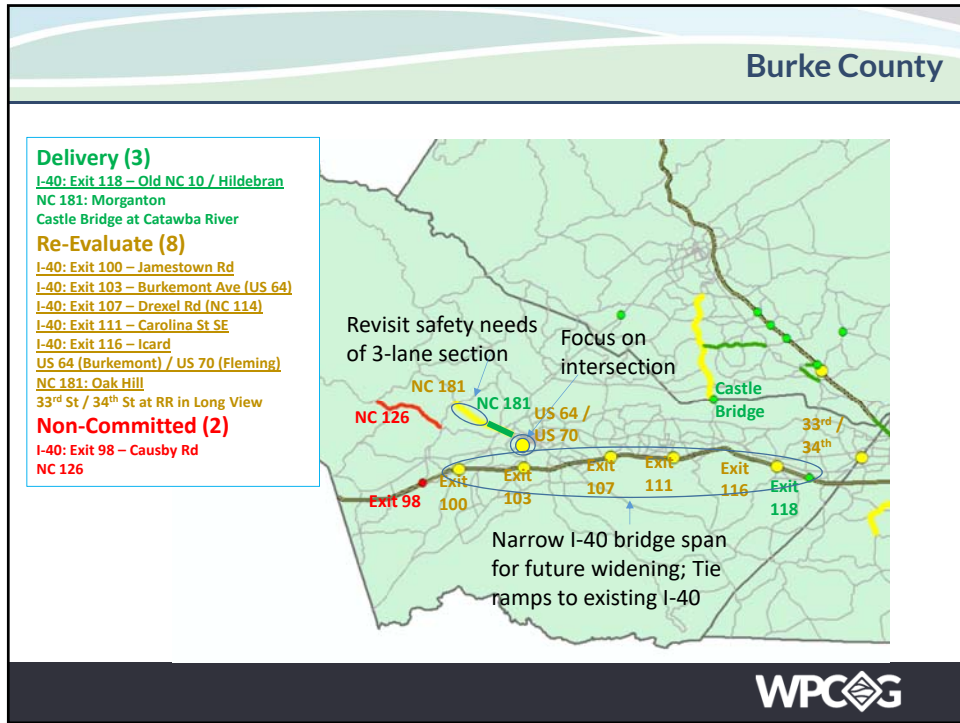 Burke County
Delivery (3)
I-40: Exit 118 – Old NC 10 / Hildebran
NC 181: Morganton
Castle Bridge at Catawba River
Re-Evaluate (8)
I-40: Exit 100 – Jamestown Rd
I-40: Exit 103 – Burkemont Ave (US 64)
I-40: Exit 107 – Drexel Rd (NC 114)
I-40: Exit 111 – Carolina St SE
I-40: Exit 116 – Icard
US 64 (Burkemont) / US 70 (Fleming)
NC 181: Oak Hill
33rd St / 34th St at RR in Long View
Non-Committed (2)
I-40: Exit 98 – Causby Rd
NC 126
Revisit safety needs
of 3-lane section
Focus on
intersection
NC 181
NC 181
NC 126
US 64 /
US 70
Castle
Bridge
33rd /
34th
Exit 98
Exit
100
Exit
103
Exit
107
Exit
111
Exit
116
Exit
118
Narrow I-40 bridge span
for future widening; Tie
ramps to existing I-40
WPCOG